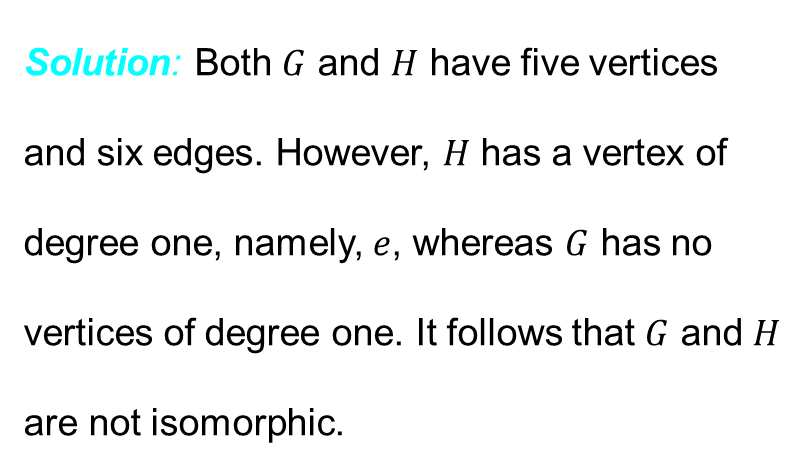 Solution: Both G and H have five vertices
and six edges. However, H has a vertex of
degree one, namely, e, whereas G has no
vertices of degree one. It follows that G and H
are not isomorphic.